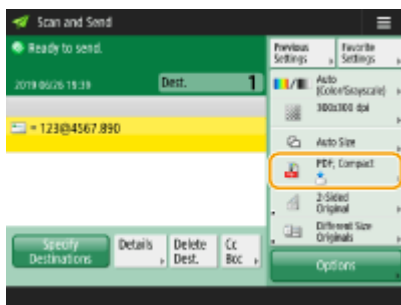 Scan and Send
Ready to send.
Previous Settings
Favorite Settings
2019 06/26 19:39
Dest. 1
Auto (Color/Grayscale)
300x300 dpi
= 123@4567.890
Auto Size
PDF, Compact
2-Sided Original
Different Size Originals
Specify Destinations
Details
Delete Dest.
Cc Bcc
Options